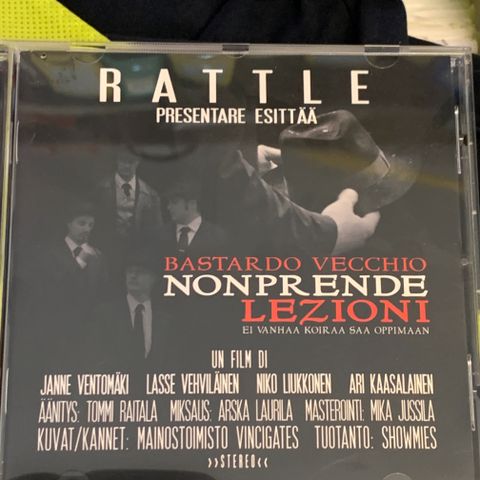 RATTLE
PRESENTARE ESITTÄÄ
BASTARDO VECCHIO
NONPRENDE
LEZIONI
EI VANHAA KOIRAA SAA OPPIMAAN
UN FILM DI
JANNE VENTOMÄKI LASSE VEHVILÄINEN NIKO LIUKKONEN ARI KAASALAINEN
ÄÄNITYS: TOMMI RAITALA MIKSAUS: ARSKA LAURILA MASTEROINTI: MIKA JUSSILA
KUVAT/KANNET: MAINOSTOIMISTO VINCIGATES TUOTANTO: SHOWMIES
>>STEREO<<